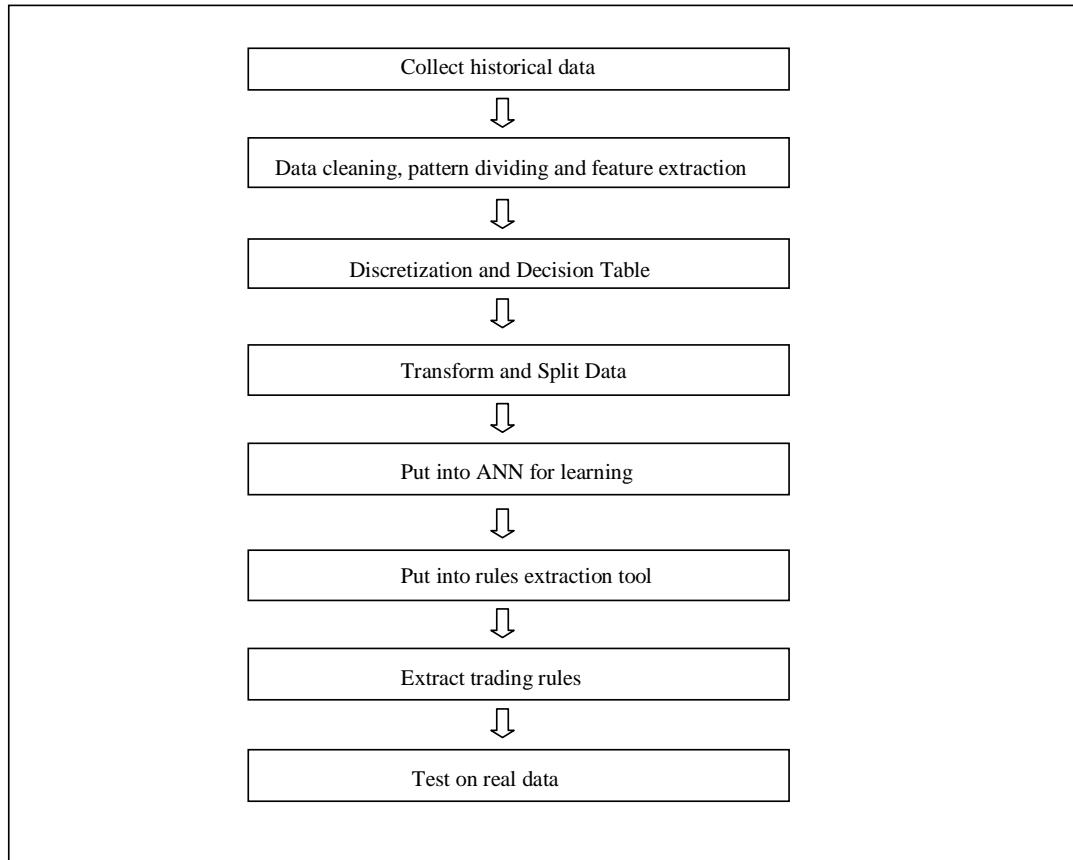 Collect historical data
Data cleaning, pattern dividing and feature extraction
Discretization and Decision Table
Transform and Split Data
Put into ANN for learning
Put into rules extraction tool
Extract trading rules
Test on real data